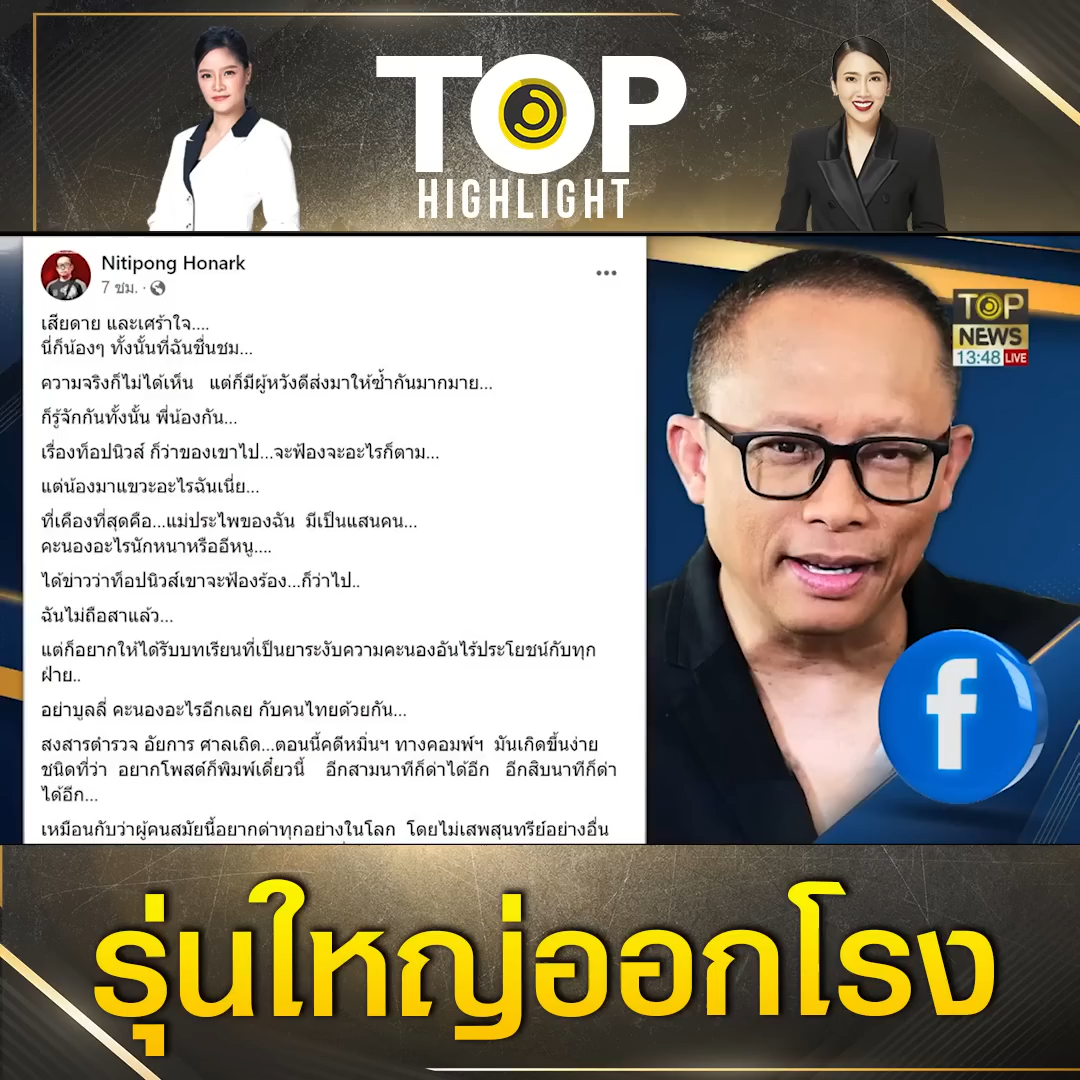 TOP
HIGHLIGHT
Nitipong Honark
7 ชม. ·
เสียดาย และเศร้าใจ....
นี่ก็น้องๆ ทั้งนั้นที่ฉันชื่นชม...
ความจริงก็ไม่ได้เห็น แต่ก็มีผู้หวังดีส่งมาให้ซ้ำกันมากมาย...
ก็รู้จักกันทั้งนั้น พี่น้องกัน...
เรื่องท็อปนิวส์ ก็ว่าของเขาไป...จะฟ้องจะอะไรก็ตาม...
แต่น้องมาแขวะอะไรฉันเนี่ย...
ที่เคืองที่สุดคือ...แม่ประไพของฉัน มีเป็นแสนคน...
คะนองอะไรนักหนาหรืออีหนู....
ได้ข่าวว่าท็อปนิวส์เขาจะฟ้องร้อง...ก็ว่าไป..
ฉันไม่ถือสาแล้ว...
แต่ก็อยากให้ได้รับบทเรียนที่เป็นยาระงับความคะนองอันไร้ประโยชน์กับทุก
ฝ่าย..
อย่าบูลลี่ คะนองอะไรอีกเลย กับคนไทยด้วยกัน...
สงสารตำรวจ อัยการ ศาลเถิด...ตอนนี้คดีหมิ่นฯ ทางคอมพ์ฯ มันเกิดขึ้นง่าย
ชนิดที่ว่า อยากโพสต์ก็พิมพ์เดี๋ยวนี้ อีกสามนาทีก็ด่าได้อีก อีกสิบนาทีก็ด่า
ได้อีก...
เหมือนกับว่าผู้คนสมัยนี้อยากด่าทุกอย่างในโลก โดยไม่เสพสุนทรีย์อย่างอื่น
TOP
NEWS
13:48 LIVE
f
รุ่นใหญ่ออกโรง